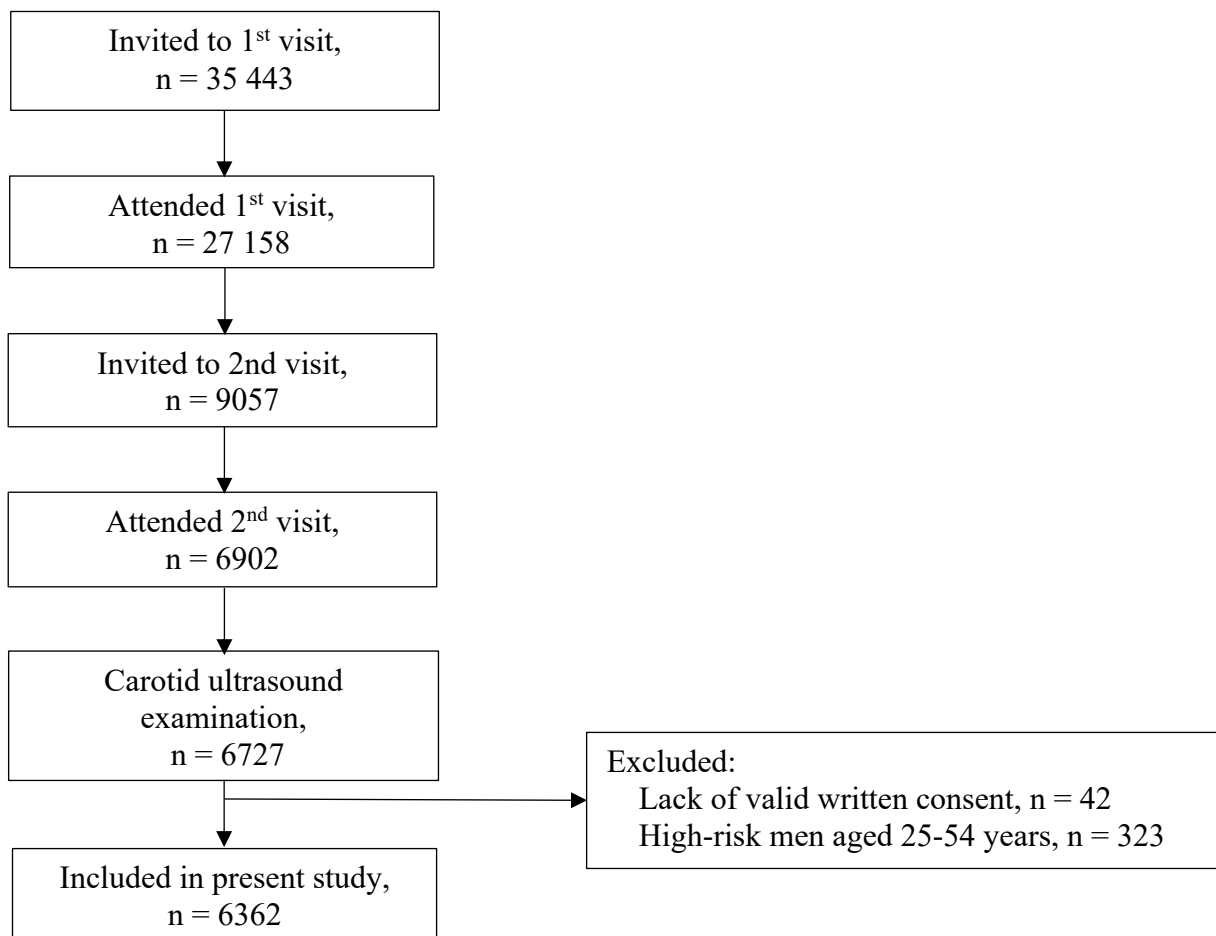 Invited to 1st visit,
n = 35 443
Attended 1st visit,
n = 27 158
Invited to 2nd visit,
n = 9057
Attended 2nd visit,
n = 6902
Carotid ultrasound
examination,
n = 6727
Excluded:
Lack of valid written consent, n = 42
High-risk men aged 25-54 years, n = 323
Included in present study,
n = 6362